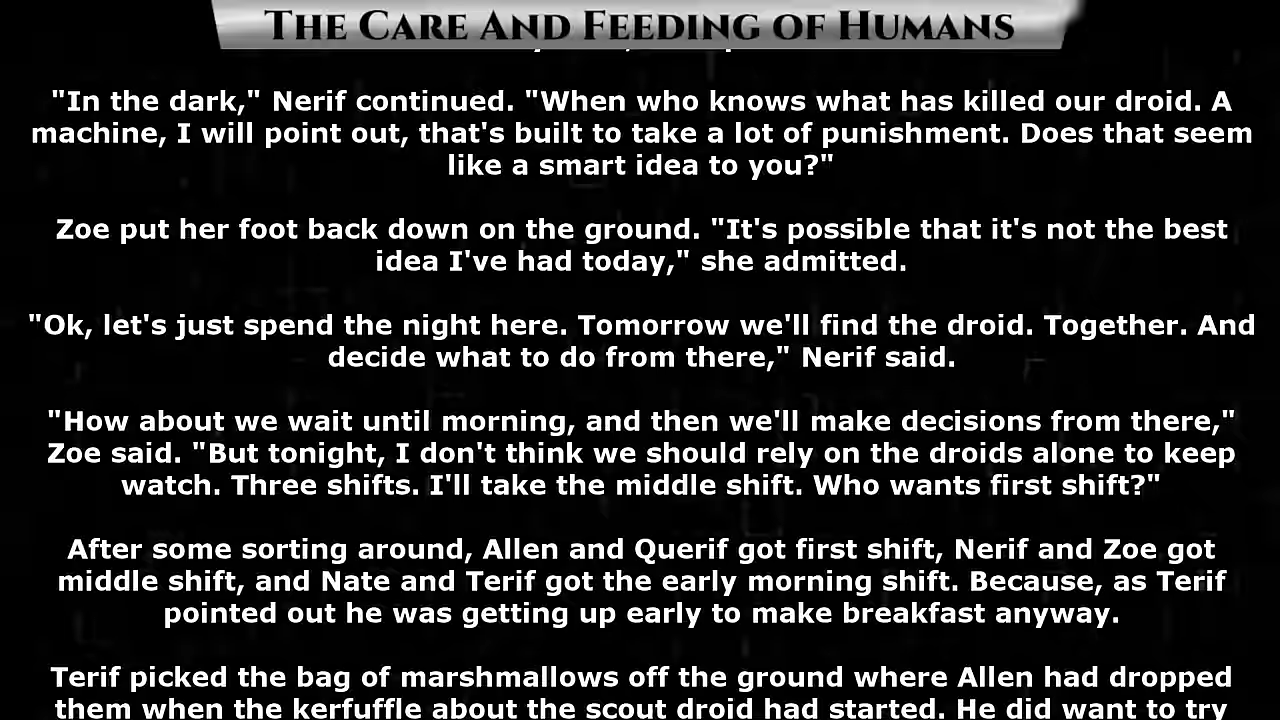 The Care And Feeding of Humans
"In the dark," Nerif continued. "When who knows what has killed our droid. A
machine, I will point out, that's built to take a lot of punishment. Does that seem
like a smart idea to you?"
Zoe put her foot back down on the ground. "It's possible that it's not the best
idea I've had today," she admitted.
"Ok, let's just spend the night here. Tomorrow we'll find the droid. Together. And
decide what to do from there," Nerif said.
"How about we wait until morning, and then we'll make decisions from there,"
Zoe said. "But tonight, I don't think we should rely on the droids alone to keep
watch. Three shifts. I'll take the middle shift. Who wants first shift?"
After some sorting around, Allen and Querif got first shift, Nerif and Zoe got
middle shift, and Nate and Terif got the early morning shift. Because, as Terif
pointed out he was getting up early to make breakfast anyway.
Terif picked the bag of marshmallows off the ground where Allen had dropped
them when the kerfuffle about the scout droid had started. He did want to try